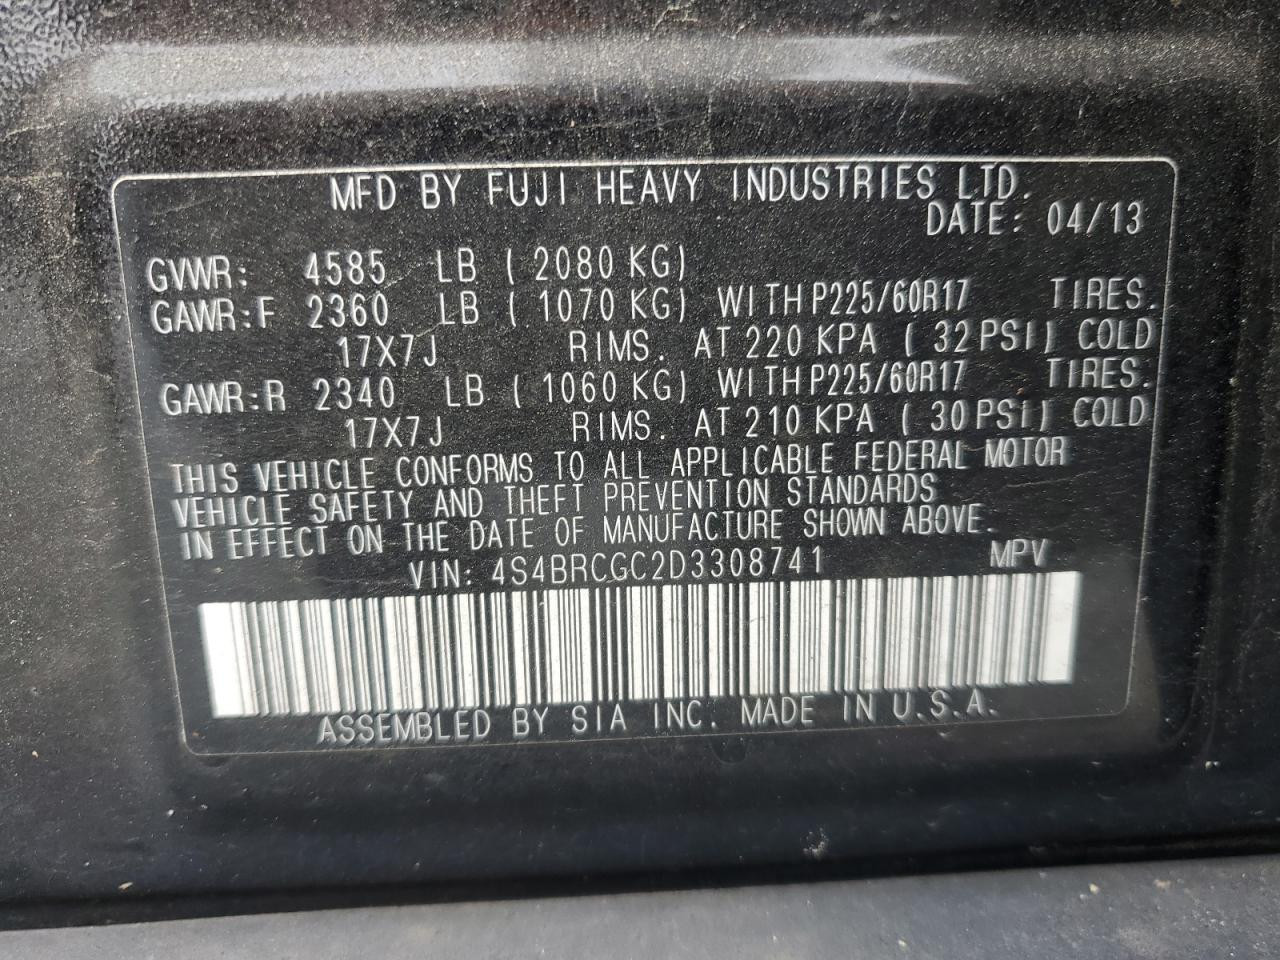 MFD BY FUJI HEAVY INDUSTRIES LTD.
DATE: 04/13
GVWR: 4585 LB ( 2080 KG)
GAWR:F 2360 LB ( 1070 KG) WITH P225/60R17 TIRES.
17X7J RIMS. AT 220 KPA ( 32 PSI) COLD
GAWR:R 2340 LB ( 1060 KG) WITH P225/60R17 TIRES.
17X7J RIMS. AT 210 KPA ( 30 PSI) COLD
THIS VEHICLE CONFORMS TO ALL APPLICABLE FEDERAL MOTOR
VEHICLE SAFETY AND THEFT PREVENTION STANDARDS
IN EFFECT ON THE DATE OF MANUFACTURE SHOWN ABOVE.
VIN: 4S4BRCGC2D3308741 MPV
ASSEMBLED BY SIA INC. MADE IN U.S.A.